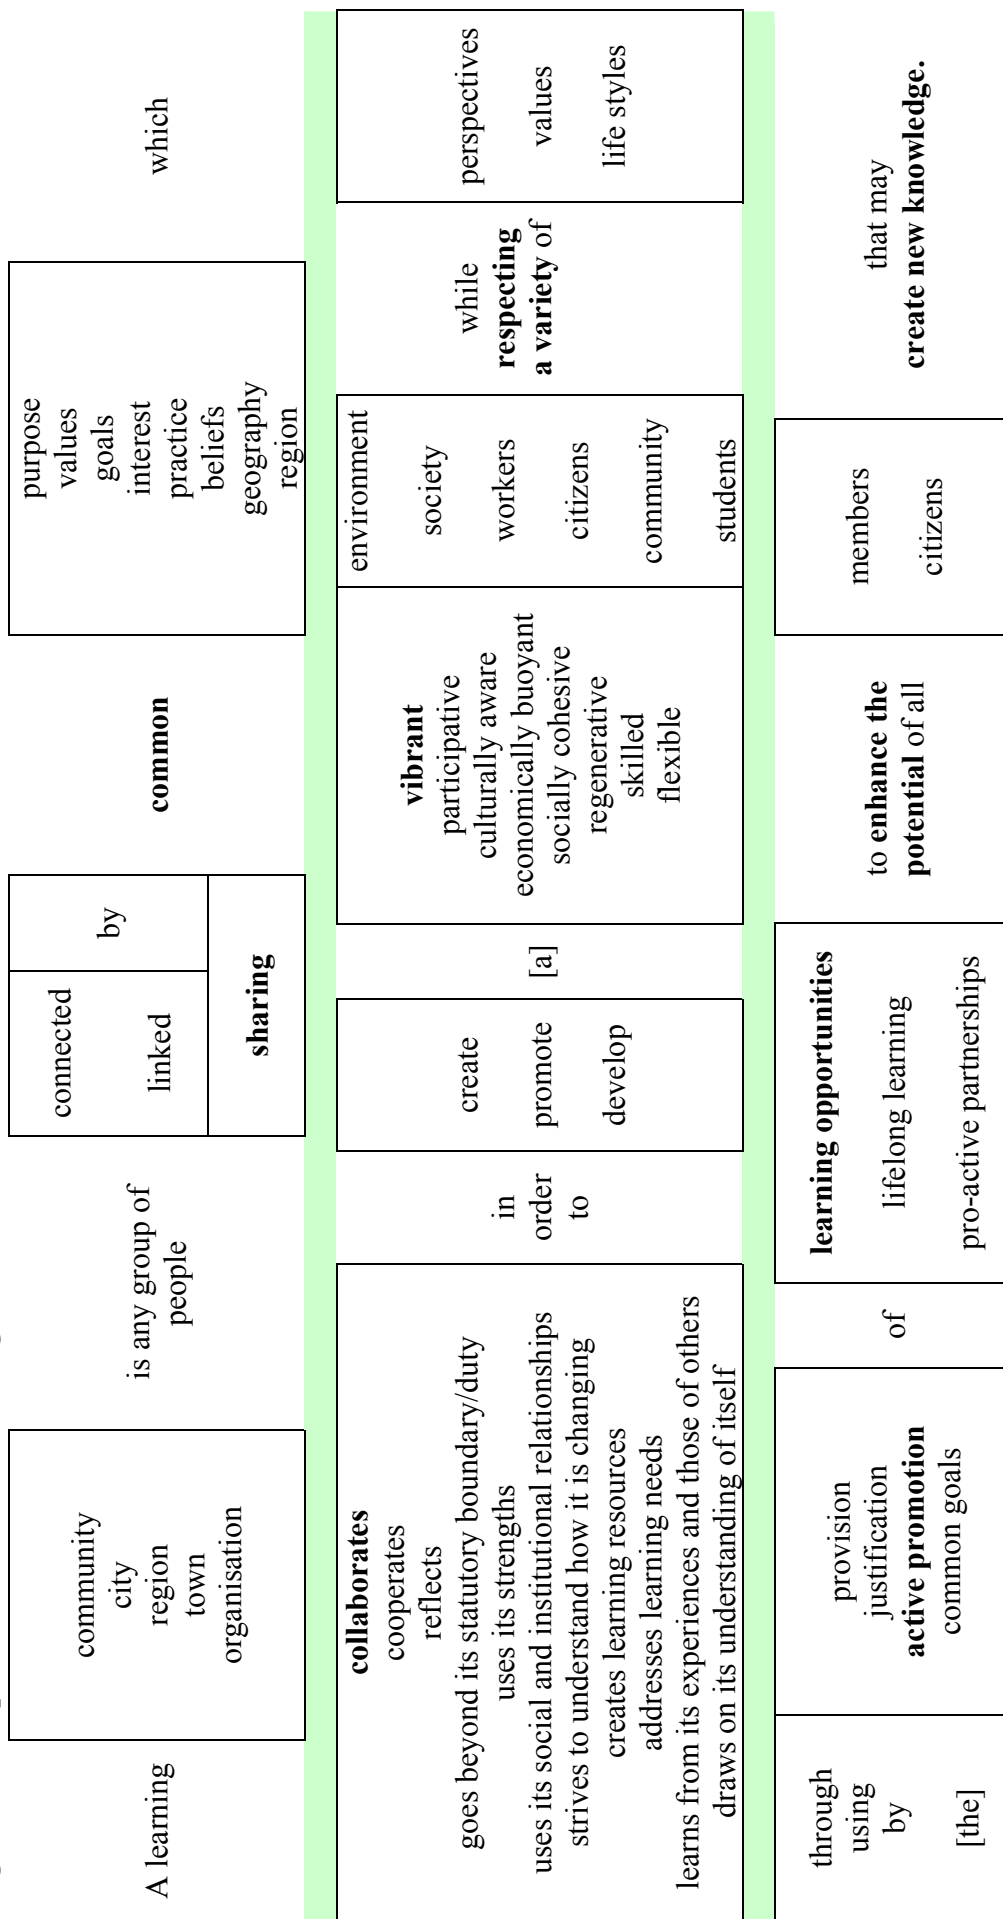 A learning
community
city
region
town
organisation
is any group of
people
connected
linked
by
sharing
common
purpose
values
goals
interest
practice
beliefs
geography
region
which
collaborates
cooperates
reflects
goes beyond its statutory boundary/duty
uses its strengths
uses its social and institutional relationships
strives to understand how it is changing
creates learning resources
addresses learning needs
learns from its experiences and those of others
draws on its understanding of itself
in
order
to
create
promote
develop
[a]
vibrant
participative
culturally aware
economically buoyant
socially cohesive
regenerative
skilled
flexible
environment
society
workers
citizens
community
students
while
respecting
a variety of
perspectives
values
life styles
through
using
by
[the]
provision
justification
active promotion
common goals
of
learning opportunities
lifelong learning
pro-active partnerships
to enhance the
potential of all
members
citizens
that may
create new knowledge.